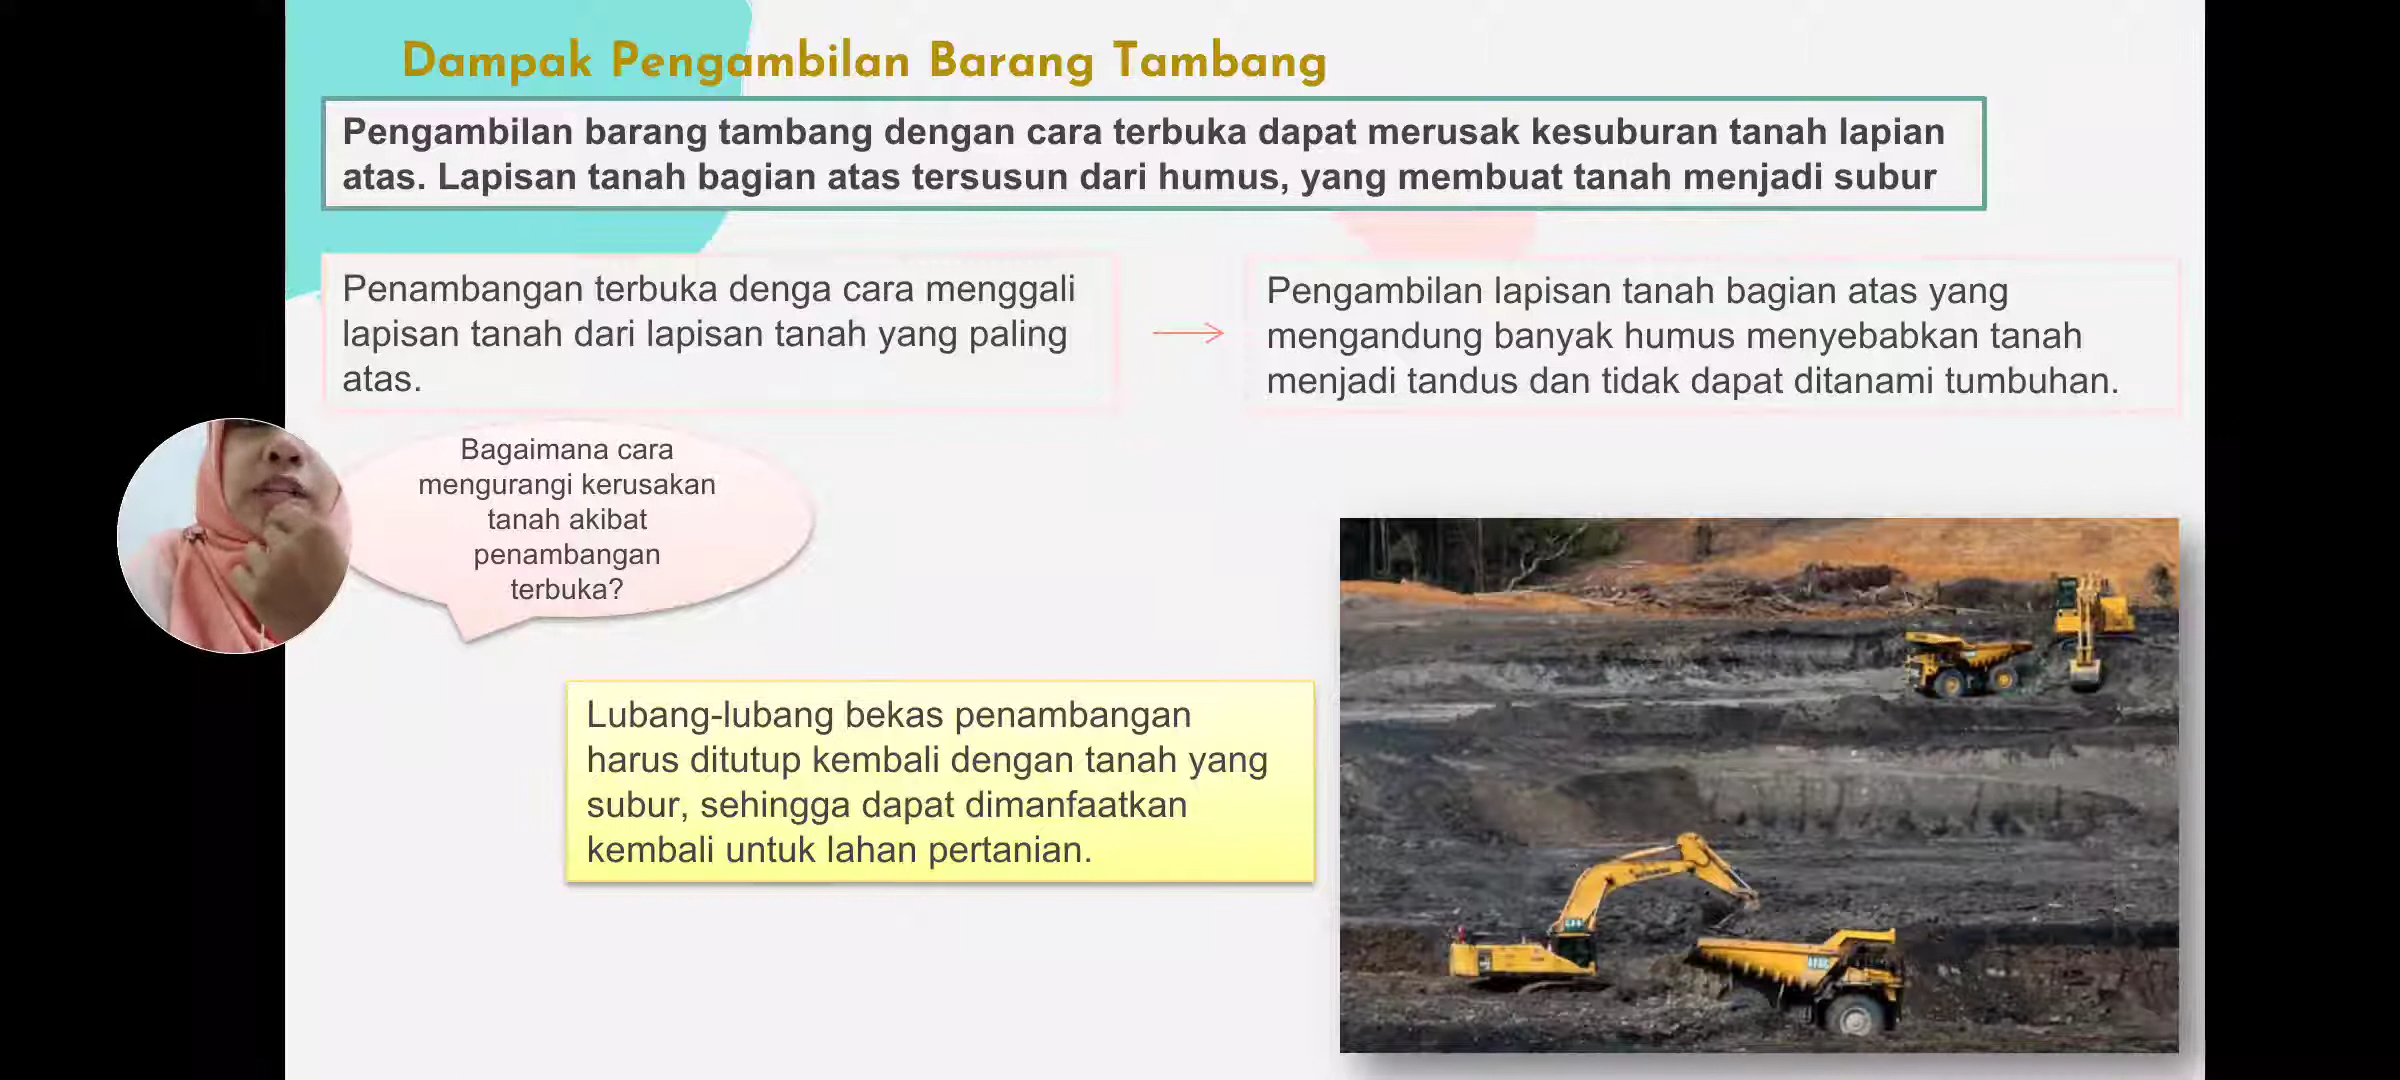 Dampak Pengambilan Barang Tambang
Pengambilan barang tambang dengan cara terbuka dapat merusak kesuburan tanah lapian
atas. Lapisan tanah bagian atas tersusun dari humus, yang membuat tanah menjadi subur
Penambangan terbuka denga cara menggali
lapisan tanah dari lapisan tanah yang paling
atas.
Pengambilan lapisan tanah bagian atas yang
mengandung banyak humus menyebabkan tanah
menjadi tandus dan tidak dapat ditanami tumbuhan.
Bagaimana cara
mengurangi kerusakan
tanah akibat
penambangan
terbuka?
Lubang-lubang bekas penambangan
harus ditutup kembali dengan tanah yang
subur, sehingga dapat dimanfaatkan
kembali untuk lahan pertanian.